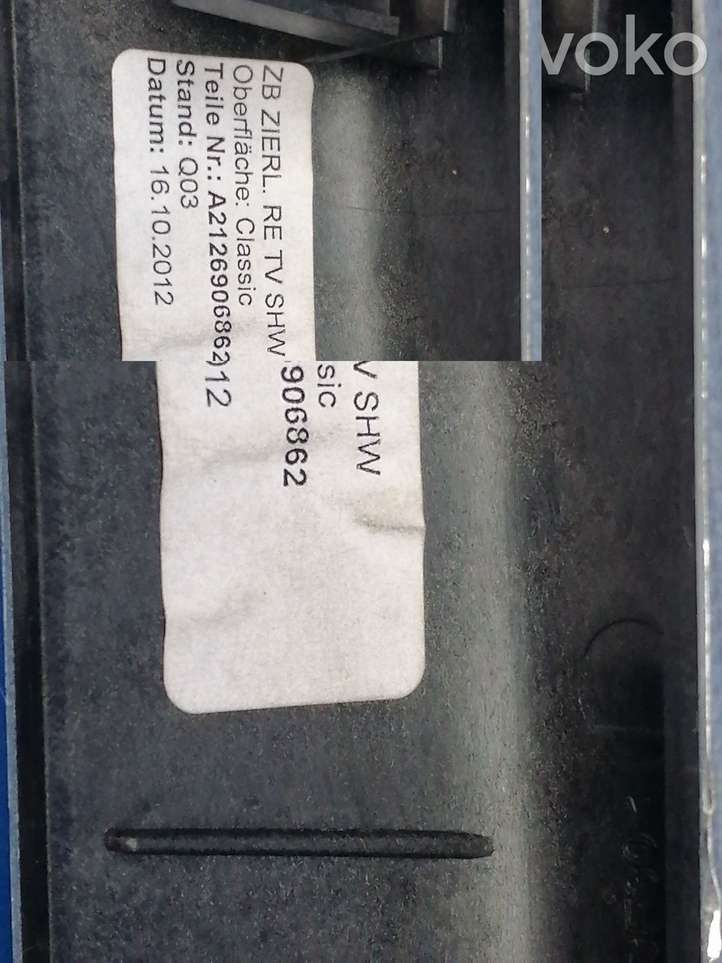 ZB ZIERL. RE TV SHW
Oberfläche: Classic
Teile Nr.: A2126906862
Stand: Q03
Datum: 16.10.2012
V SHW
sic
906862
12
voko